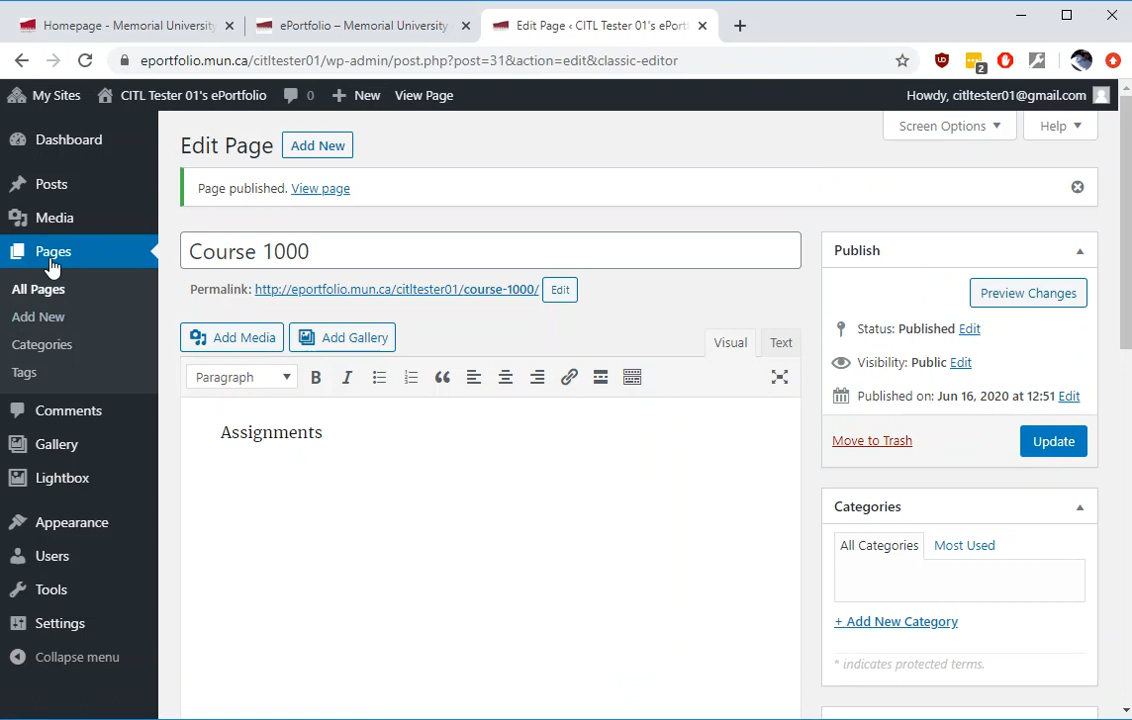 Homepage - Memorial University
ePortfolio – Memorial University
Edit Page ‹ CITL Tester 01's ePort
eportfolio.mun.ca/citltester01/wp-admin/post.php?post=31&action=edit&classic-editor
2
My Sites
CITL Tester 01's ePortfolio
0
New
View Page
Howdy, citltester01@gmail.com
Dashboard
Posts
Media
Pages
All Pages
Add New
Categories
Tags
Comments
Gallery
Lightbox
Appearance
Users
Tools
Settings
Collapse menu
Screen Options
Help
Edit Page
Add New
Page published. View page
Course 1000
Permalink: http://eportfolio.mun.ca/citltester01/course-1000/ Edit
Add Media
Add Gallery
Visual
Text
Paragraph
B
I
Assignments
Publish
Preview Changes
Status: Published Edit
Visibility: Public Edit
Published on: Jun 16, 2020 at 12:51 Edit
Move to Trash
Update
Categories
All Categories
Most Used
+ Add New Category
* indicates protected terms.